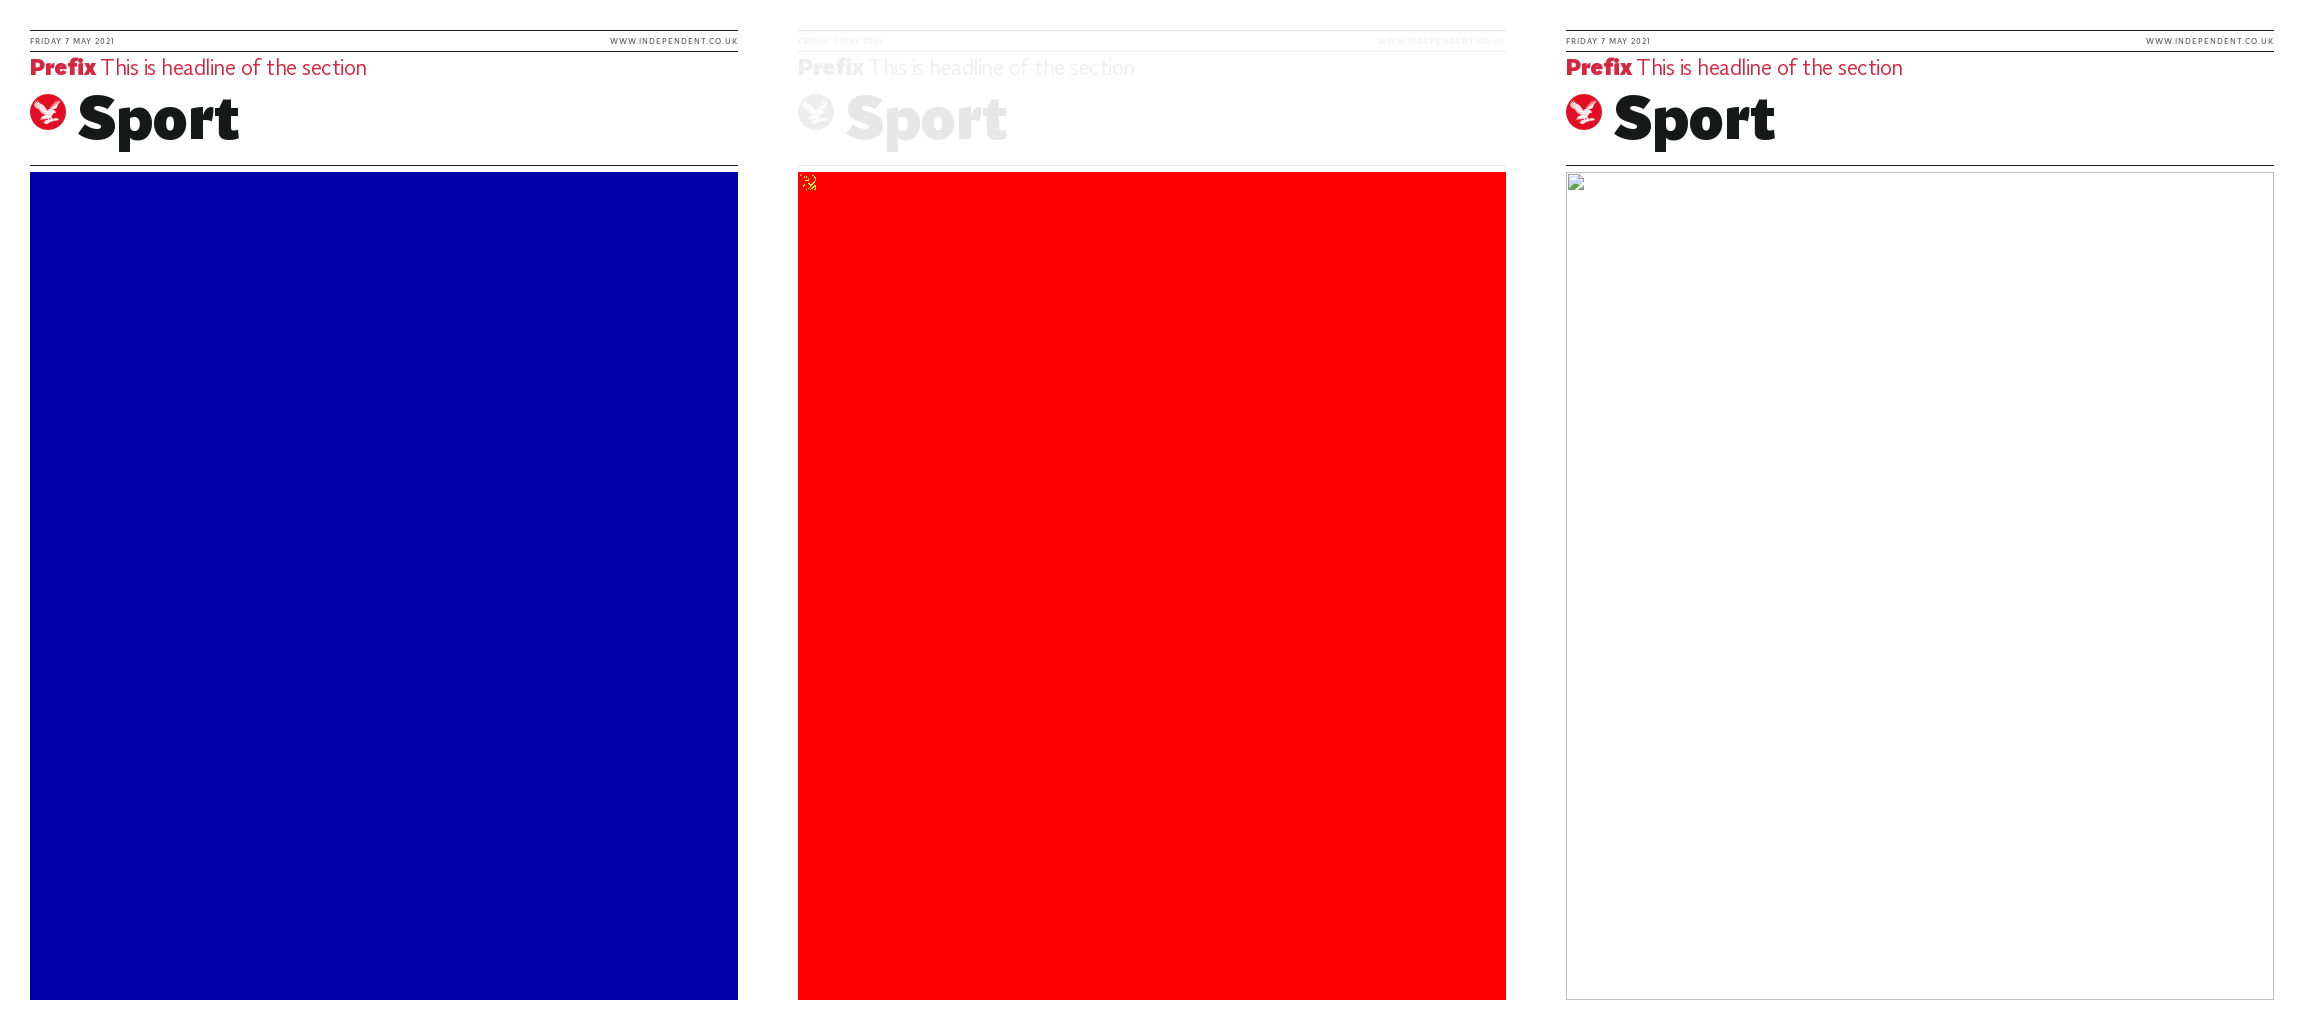 FRIDAY 7 MAY 2021 WWW.INDEPENDENT.CO.UK
Prefix This is headline of the section
Sport
FRIDAY 7 MAY 2021 WWW.INDEPENDENT.CO.UK
Prefix This is headline of the section
Sport
FRIDAY 7 MAY 2021 WWW.INDEPENDENT.CO.UK
Prefix This is headline of the section
Sport